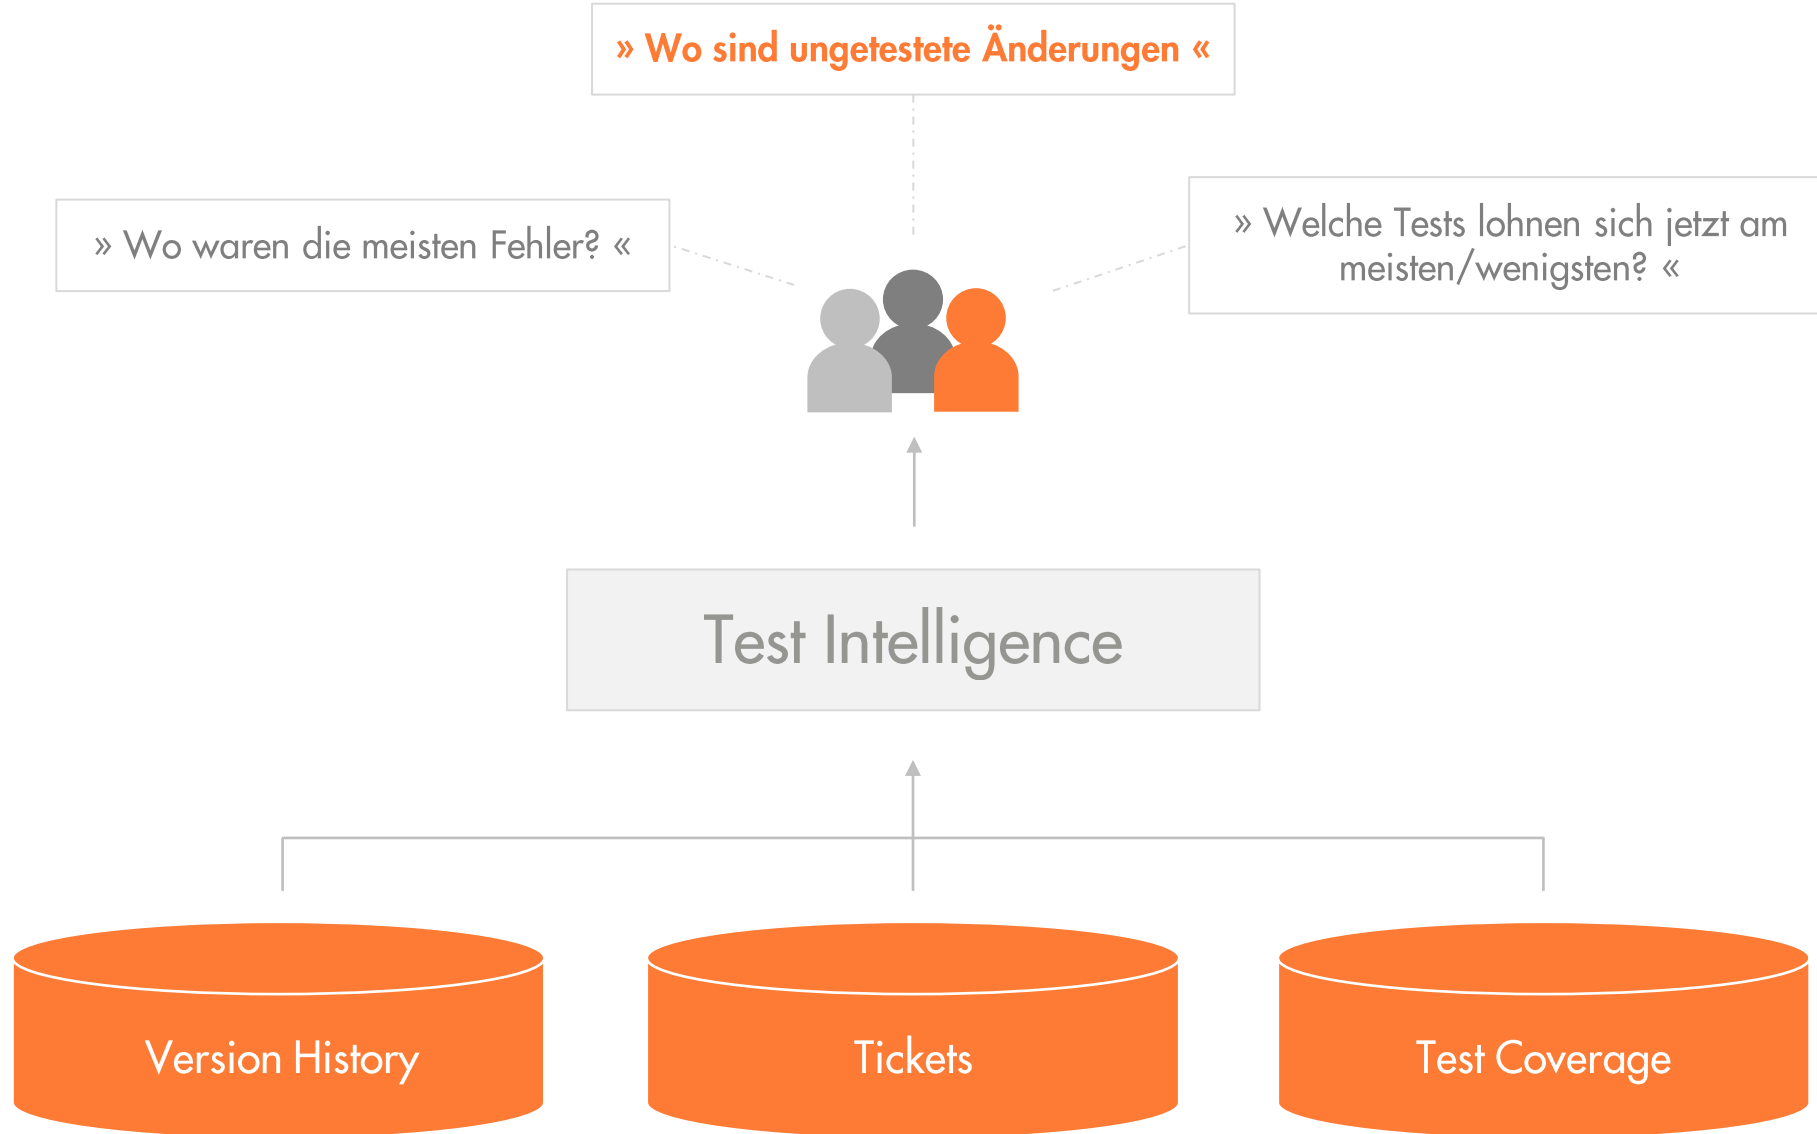 » Wo sind ungetestete Änderungen «
» Wo waren die meisten Fehler? «
» Welche Tests lohnen sich jetzt am
meisten/wenigsten? «
Test Intelligence
Version History
Tickets
Test Coverage